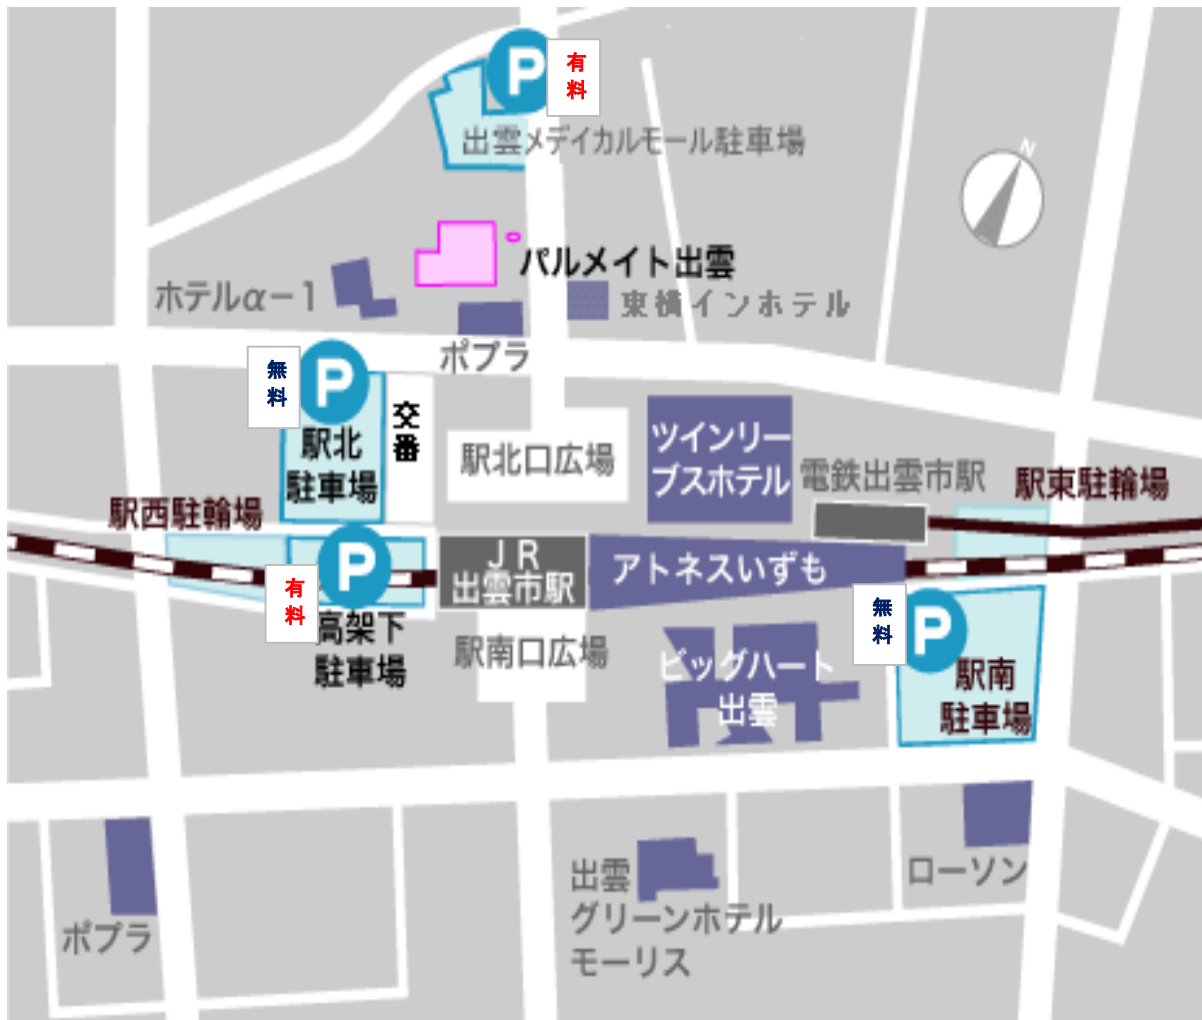 P
有
料
出雲メデイカルモール駐車場
N
パルメイト出雲
ホテルα－1
東横インホテル
ポプラ
無
料
P
駅北
駐車場
交
番
駅北口広場
ツインリー
ブスホテル
電鉄出雲市駅
駅東駐輪場
駅西駐輪場
P
有
料
高架下
駐車場
ＪＲ
出雲市駅
アトネスいずも
駅南口広場
ビッグハート
出雲
無
料
P
駅南
駐車場
ポプラ
出雲
グリーンホテル
モーリス
ローソン